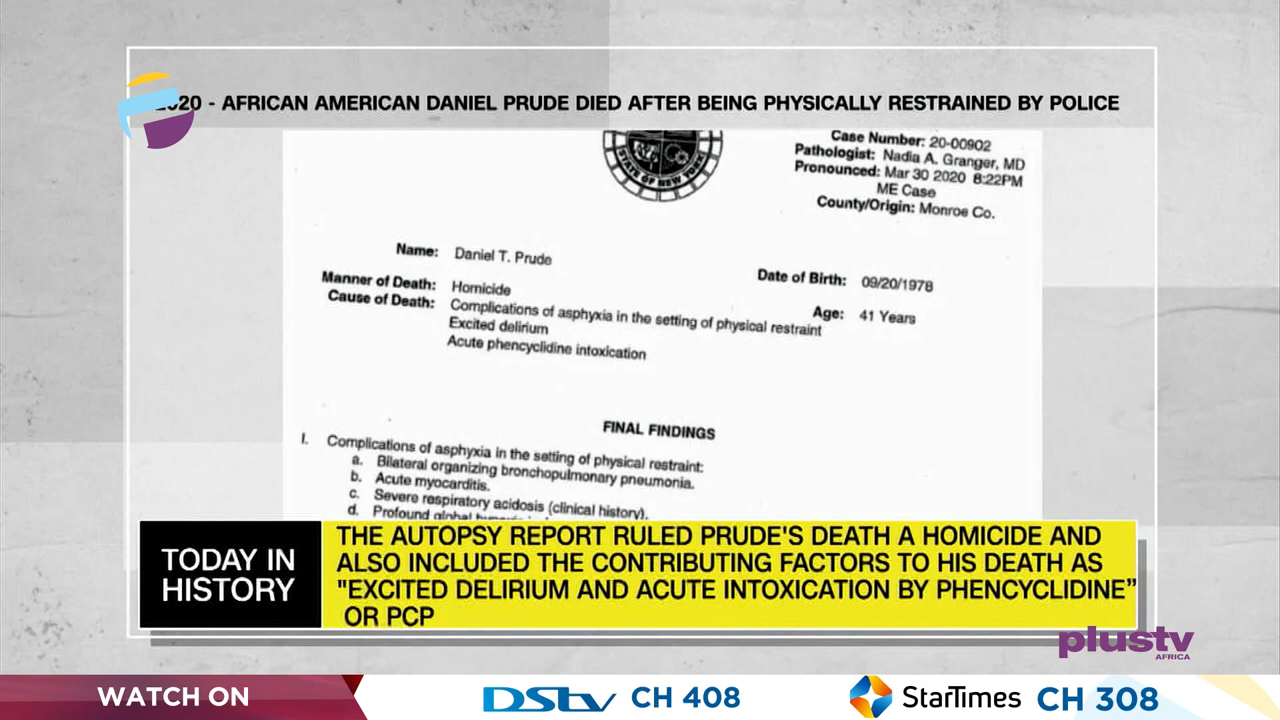 2020 - AFRICAN AMERICAN DANIEL PRUDE DIED AFTER BEING PHYSICALLY RESTRAINED BY POLICE
STATE OF NEW YORK
Case Number: 20-00902
Pathologist: Nadia A. Granger, MD
Pronounced: Mar 30 2020 8:22PM
ME Case
County/Origin: Monroe Co.
Name: Daniel T. Prude
Date of Birth: 09/20/1978
Manner of Death: Homicide
Age: 41 Years
Cause of Death: Complications of asphyxia in the setting of physical restraint
Excited delirium
Acute phencyclidine intoxication
FINAL FINDINGS
I. Complications of asphyxia in the setting of physical restraint:
a. Bilateral organizing bronchopulmonary pneumonia.
b. Acute myocarditis.
c. Severe respiratory acidosis (clinical history).
d. Profound global
TODAY IN
HISTORY
THE AUTOPSY REPORT RULED PRUDE'S DEATH A HOMICIDE AND
ALSO INCLUDED THE CONTRIBUTING FACTORS TO HIS DEATH AS
"EXCITED DELIRIUM AND ACUTE INTOXICATION BY PHENCYCLIDINE”
OR PCP
plustv
AFRICA
WATCH ON
DStv CH 408
StarTimes CH 308